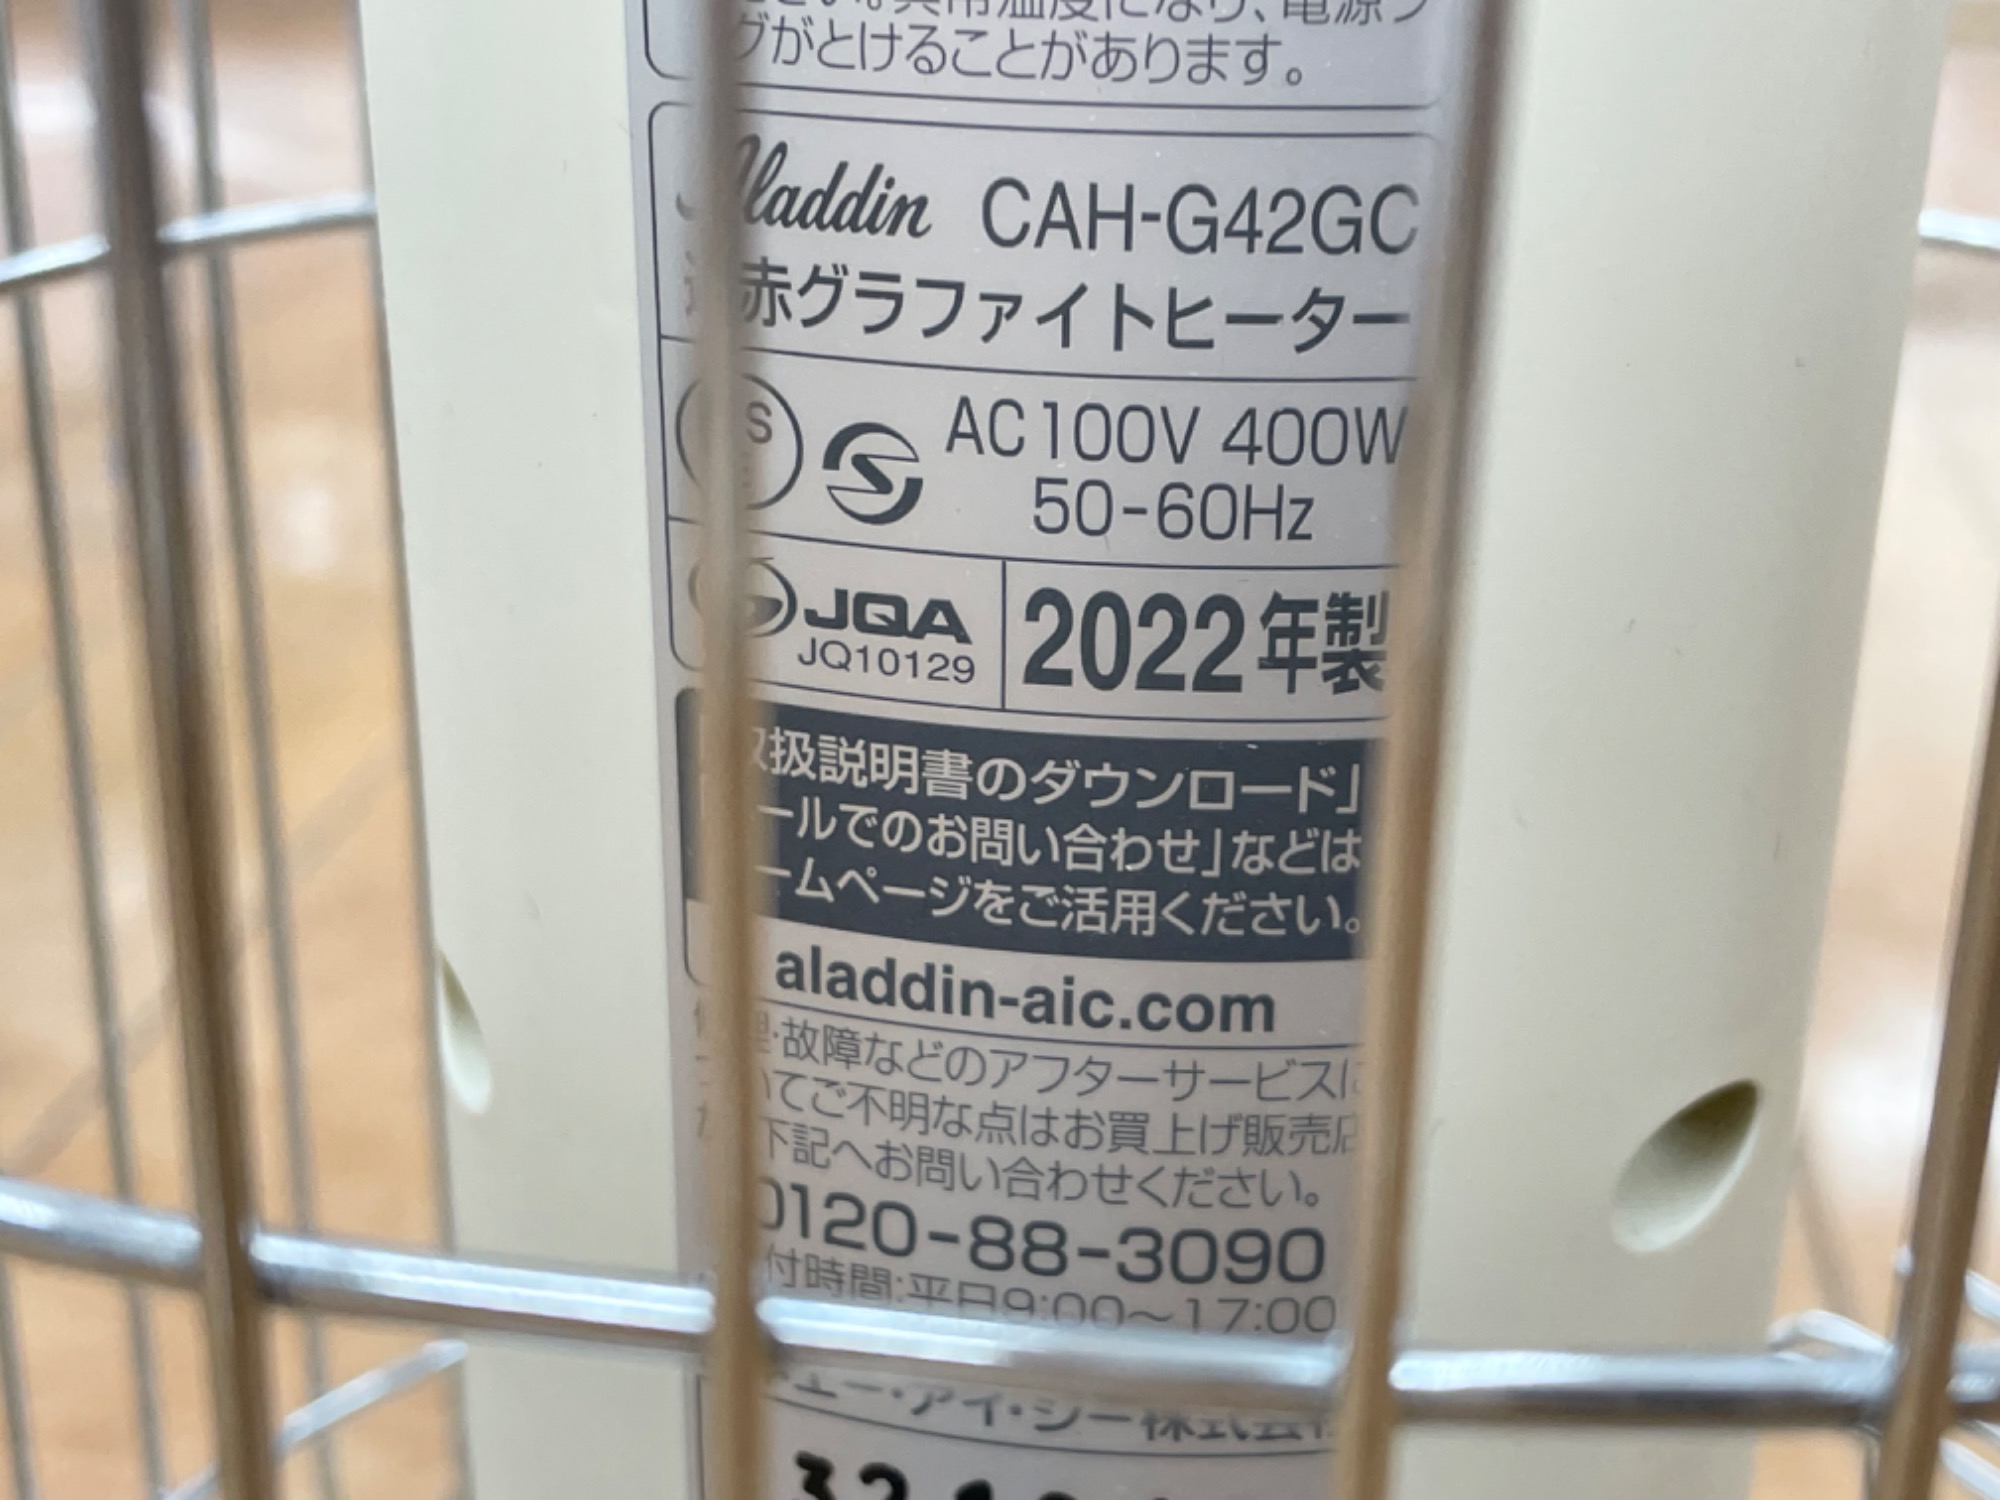 グがとけることがあります。
Aladdin CAH-G42GC
赤グラファイトヒーター
AC100V 400W
50-60Hz
JQA
JQ10129
2022年製
取扱説明書のダウンロード」
ールでのお問い合わせ」などは
ームページをご活用ください。
aladdin-aic.com
理・故障などのアフターサービスに
いてご不明な点はお買上げ販売店
下記へお問い合わせください。
0120-88-3090
付時間:平日9:00〜17:00
ュー・アイ・シー株式会社